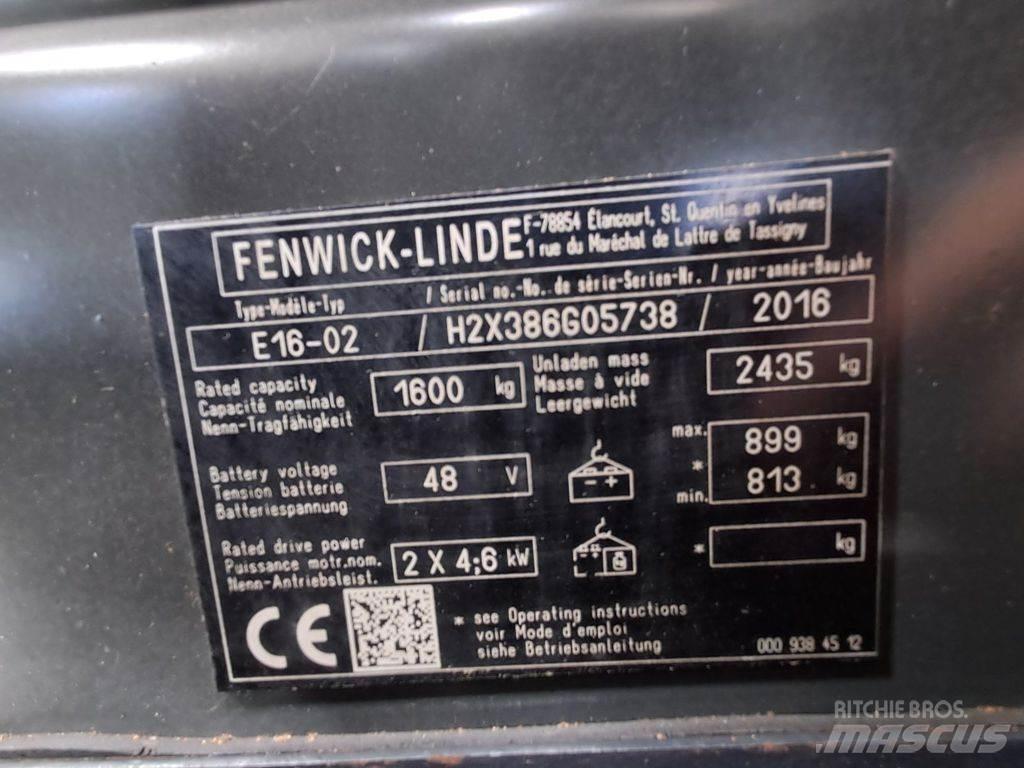 FENWICK-LINDE
F-78854 Élancourt, St. Quentin en Yvelines
1 rue du Maréchal de Lattre de Tassigny
Type-Modèle-Typ / Serial no.-No. de série-Serien-Nr. / year-année-Baujahr
E16-02 / H2X386G05738 / 2016
Rated capacity
Capacité nominale
Nenn-Tragfähigkeit
1600 kg
Unladen mass
Masse à vide
Leergewicht
2435 kg
Battery voltage
Tension batterie
Batteriespannung
48 V
- +
max. 899 kg
*
min. 813 kg
Rated drive power
Puissance motr.nom.
Nenn-Antriebsleist.
2 X 4;6 kW
* kg
CE
* see Operating instructions
voir Mode d'emploi
siehe Betriebsanleitung
000 938 45 12
RITCHIE BROS.
MASCUS